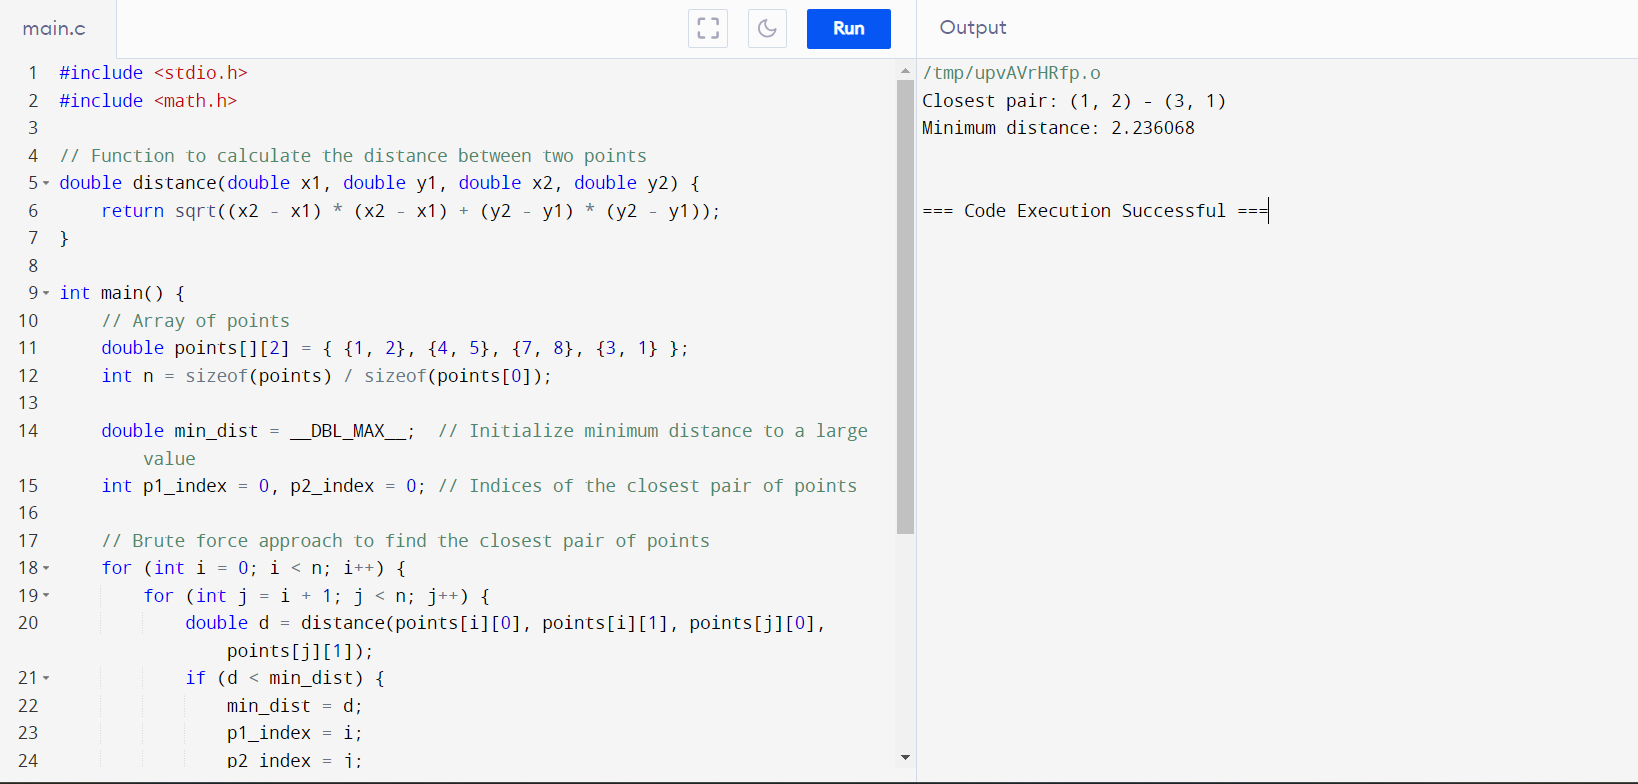 main.c
Run
Output
1 #include <stdio.h>
2 #include <math.h>
3
4 // Function to calculate the distance between two points
5 double distance(double x1, double y1, double x2, double y2) {
6     return sqrt((x2 - x1) * (x2 - x1) + (y2 - y1) * (y2 - y1));
7 }
8
9 int main() {
10     // Array of points
11     double points[][2] = { {1, 2}, {4, 5}, {7, 8}, {3, 1} };
12     int n = sizeof(points) / sizeof(points[0]);
13
14     double min_dist = __DBL_MAX__;  // Initialize minimum distance to a large
        value
15     int p1_index = 0, p2_index = 0; // Indices of the closest pair of points
16
17     // Brute force approach to find the closest pair of points
18     for (int i = 0; i < n; i++) {
19         for (int j = i + 1; j < n; j++) {
20             double d = distance(points[i][0], points[i][1], points[j][0],
                points[j][1]);
21             if (d < min_dist) {
22                 min_dist = d;
23                 p1_index = i;
24                 p2_index = j;
/tmp/upvAVrHRfp.o
Closest pair: (1, 2) - (3, 1)
Minimum distance: 2.236068
=== Code Execution Successful ===